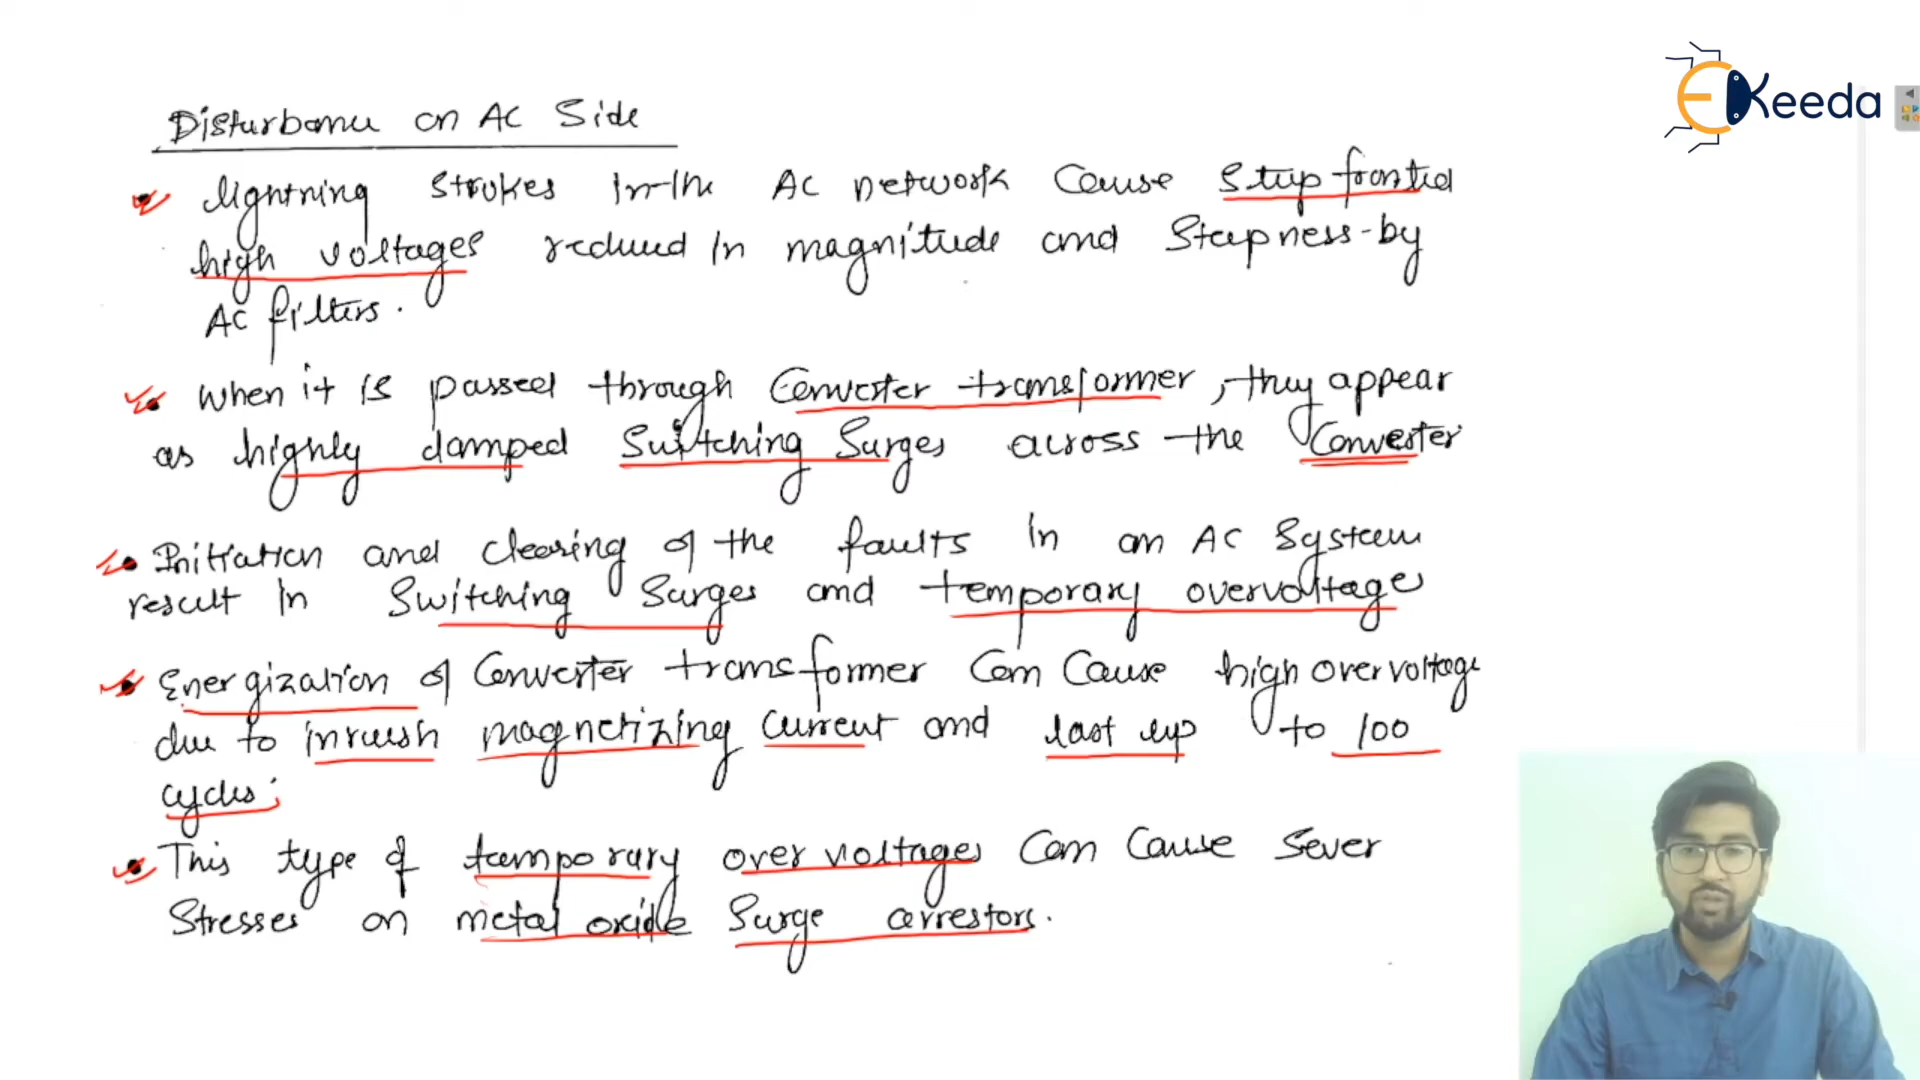 EKeeda
Disturbance on AC Side
lightning strokes in the AC network cause steep fronted
high voltages reduced in magnitude and steepness by
AC filters.
When it is passed through Converter transformer, they appear
as highly damped Switching Surges across the Converter
Initiation and clearing of the faults in an AC System
result in Switching Surges and temporary overvoltages
Energization of Converter transformer can cause high overvoltage
due to inrush magnetizing current and last up to 100
cycles.
This type of temporary over voltages can cause sever
stresses on metal oxide surge arrestors.